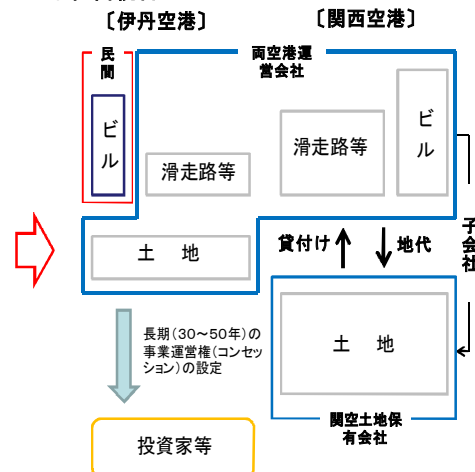 〔伊丹空港〕
〔関西空港〕
民
間
両空港運
営会社
ビ
ル
滑走路等
滑走路等
ビ
ル
土 地
貸付け
地代
子
会
社
長期(30～50年)の
事業運営権(コンセッ
ション)の設定
土 地
投資家等
関空土地保
有会社